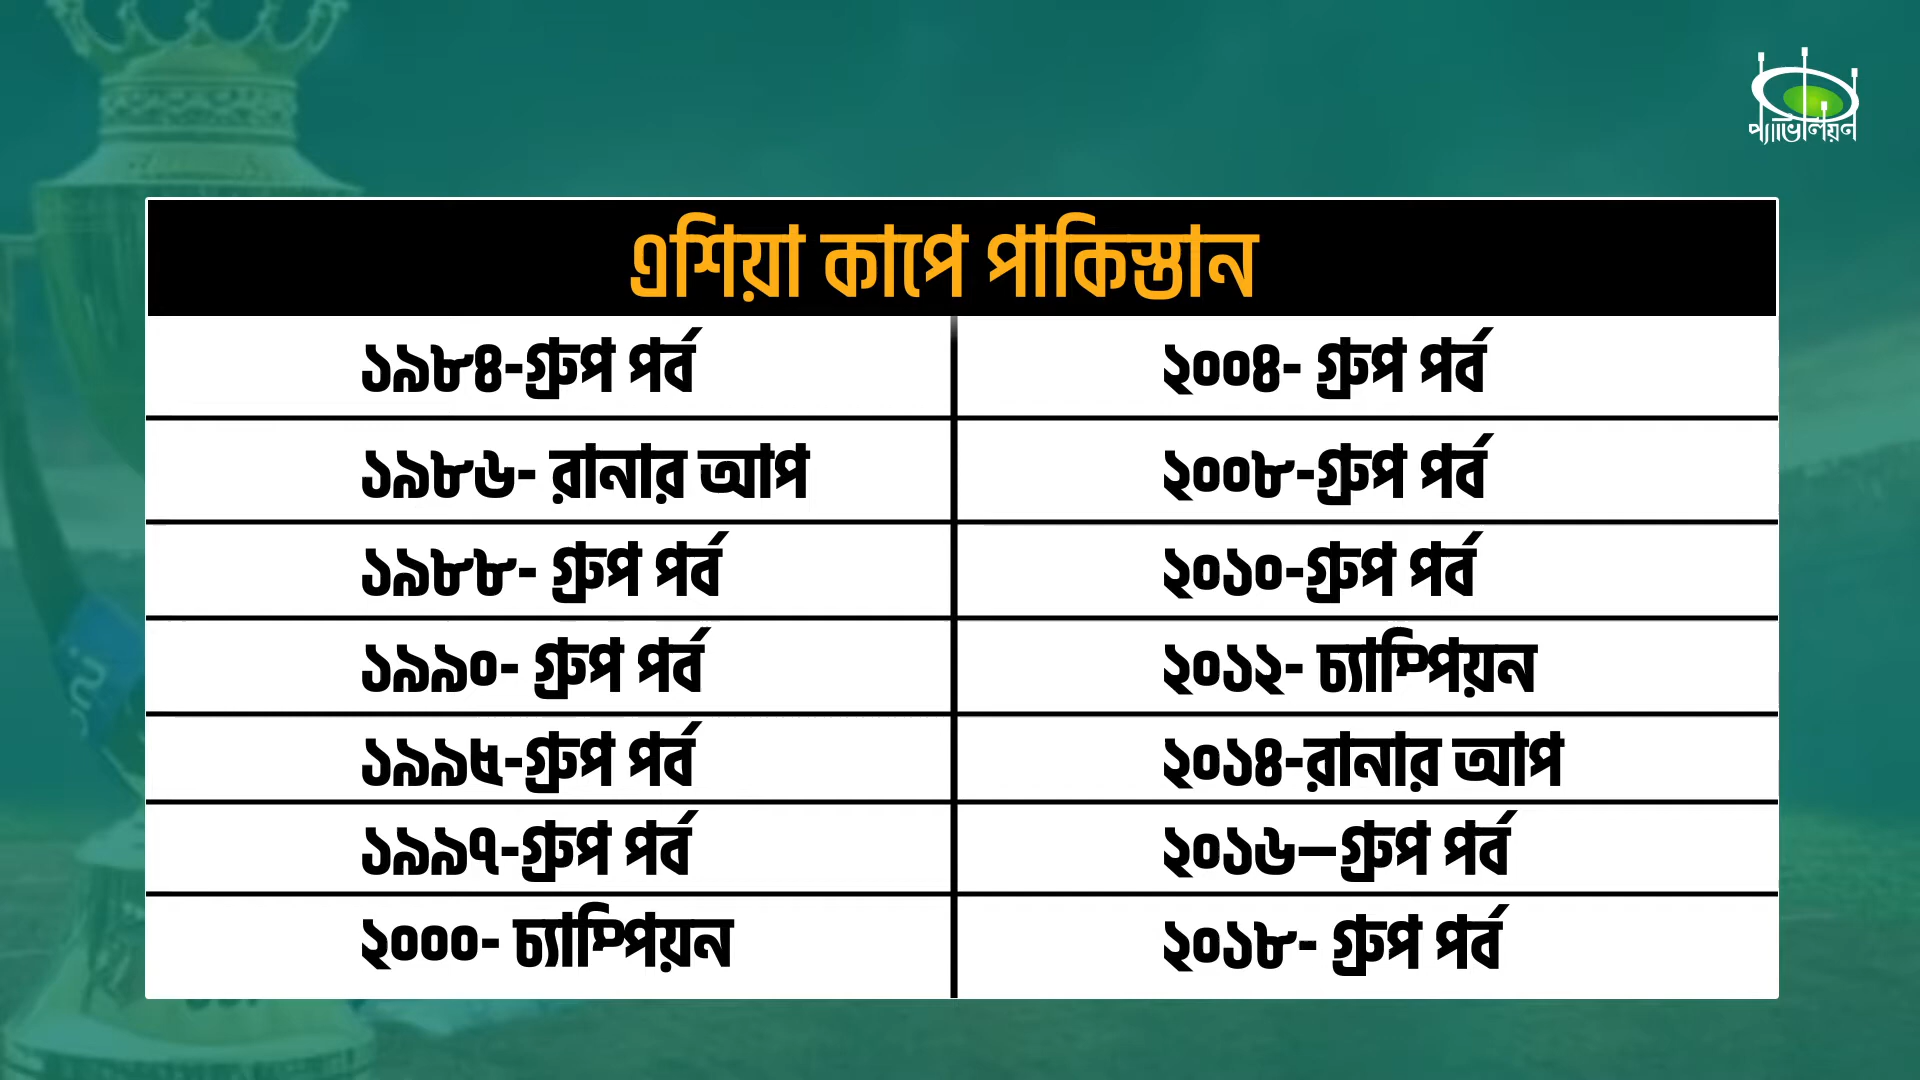 প্যাভিলিয়ন
এশিয়া কাপে পাকিস্তান
১৯৮৪-গ্রুপ পর্ব
২০০৪- গ্রুপ পর্ব
১৯৮৬- রানার আপ
২০০৮-গ্রুপ পর্ব
১৯৮৮- গ্রুপ পর্ব
২০১০-গ্রুপ পর্ব
১৯৯০- গ্রুপ পর্ব
২০১২- চ্যাম্পিয়ন
১৯৯৫-গ্রুপ পর্ব
২০১৪-রানার আপ
১৯৯৭-গ্রুপ পর্ব
২০১৬–গ্রুপ পর্ব
২০০০- চ্যাম্পিয়ন
২০১৮- গ্রুপ পর্ব